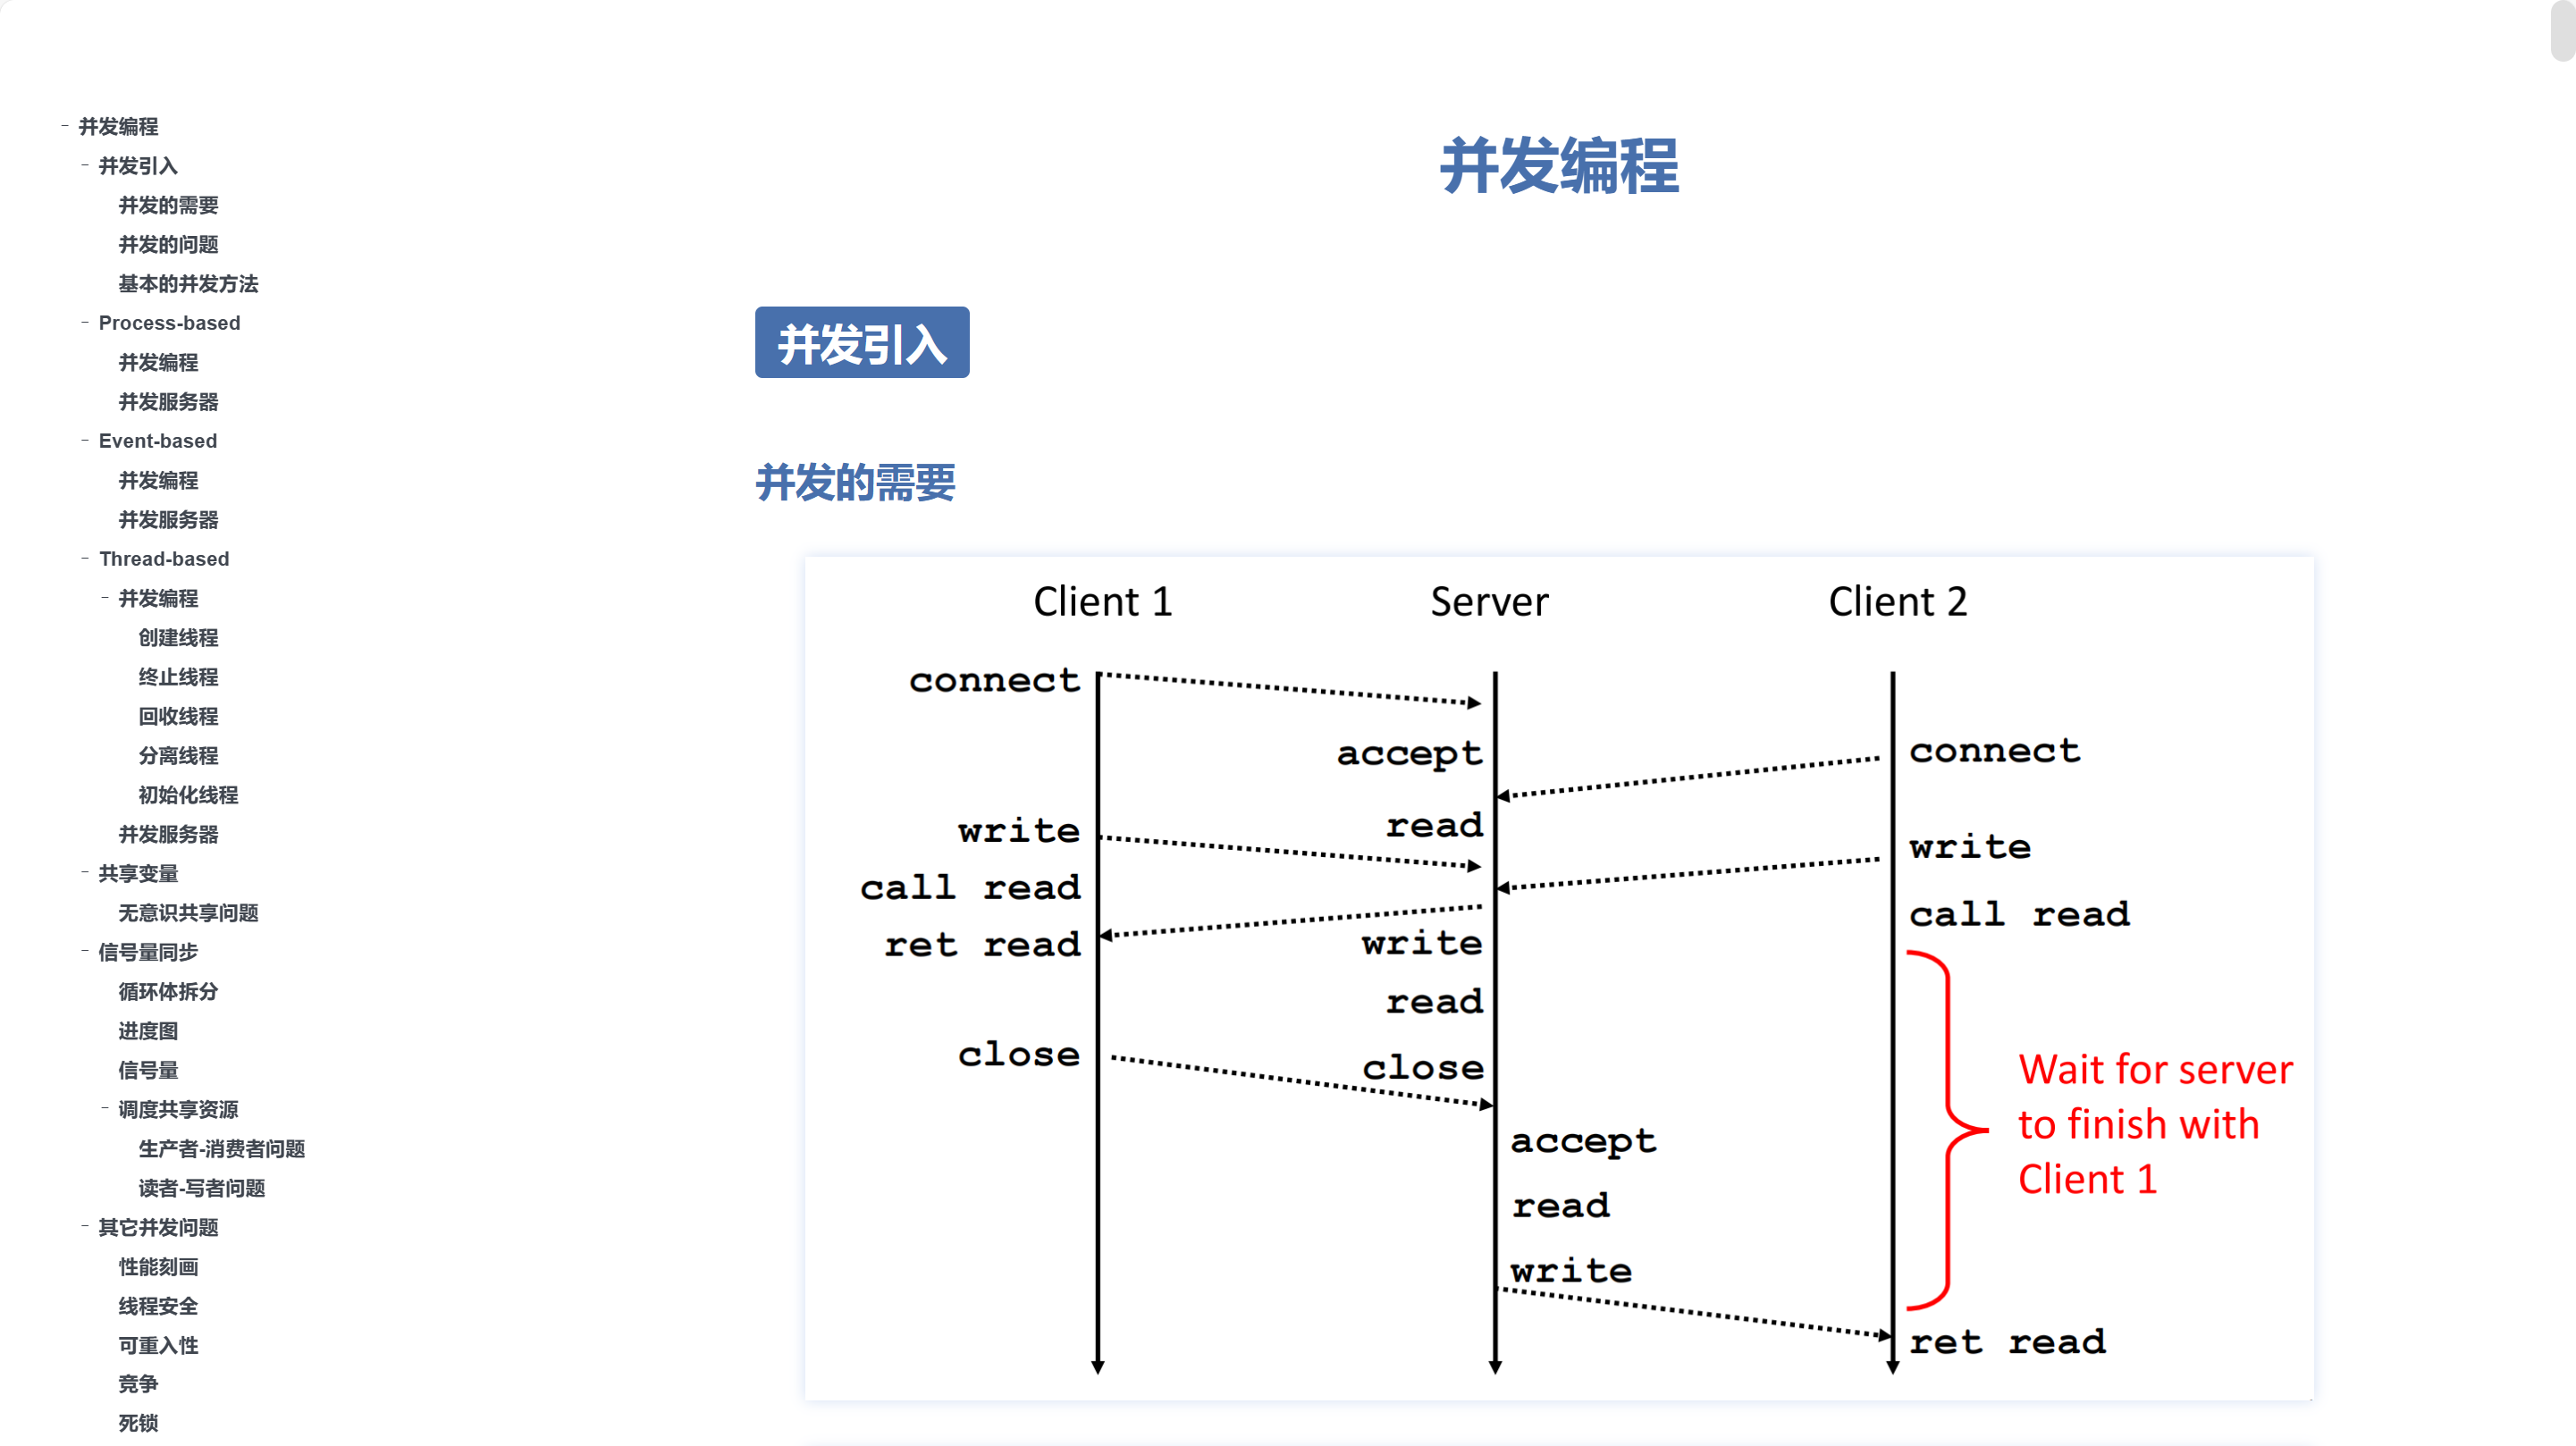 并发编程
并发引入
并发的需要
并发的问题
基本的并发方法
Process-based
并发编程
并发服务器
Event-based
并发编程
并发服务器
Thread-based
并发编程
创建线程
终止线程
回收线程
分离线程
初始化线程
并发服务器
共享变量
无意识共享问题
信号量同步
循环体拆分
进度图
信号量
调度共享资源
生产者-消费者问题
读者-写者问题
其它并发问题
性能刻画
线程安全
可重入性
竞争
死锁
并发编程
并发引入
并发的需要
Client 1
Server
Client 2
connect
accept
connect
read
write
write
call read
call read
ret read
write
read
close
close
Wait for server
to finish with
Client 1
accept
read
write
ret read